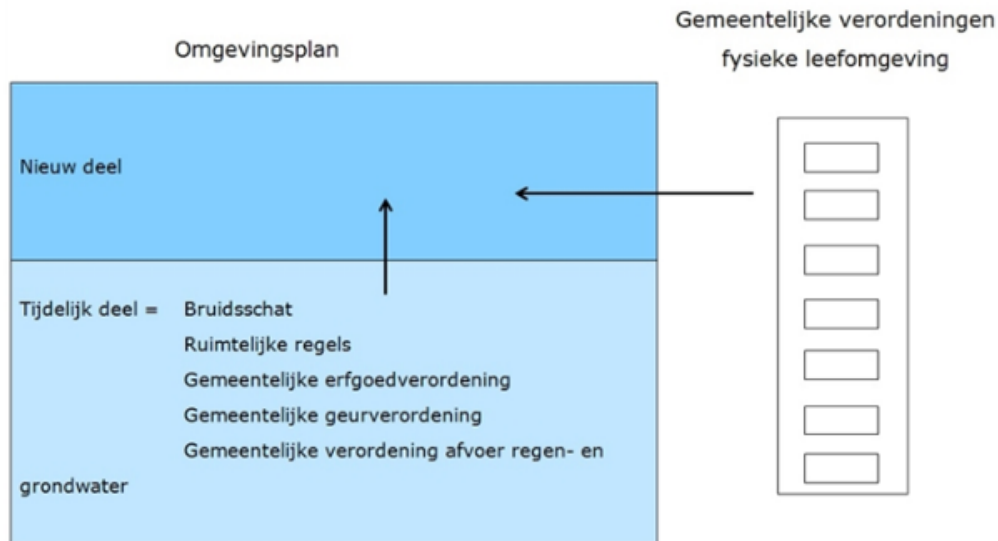 Omgevingsplan
Gemeentelijke verordeningen
fysieke leefomgeving
Nieuw deel
Tijdelijk deel = Bruidsschat
Ruimtelijke regels
Gemeentelijke erfgoedverordening
Gemeentelijke geurverordening
Gemeentelijke verordening afvoer regen- en
grondwater